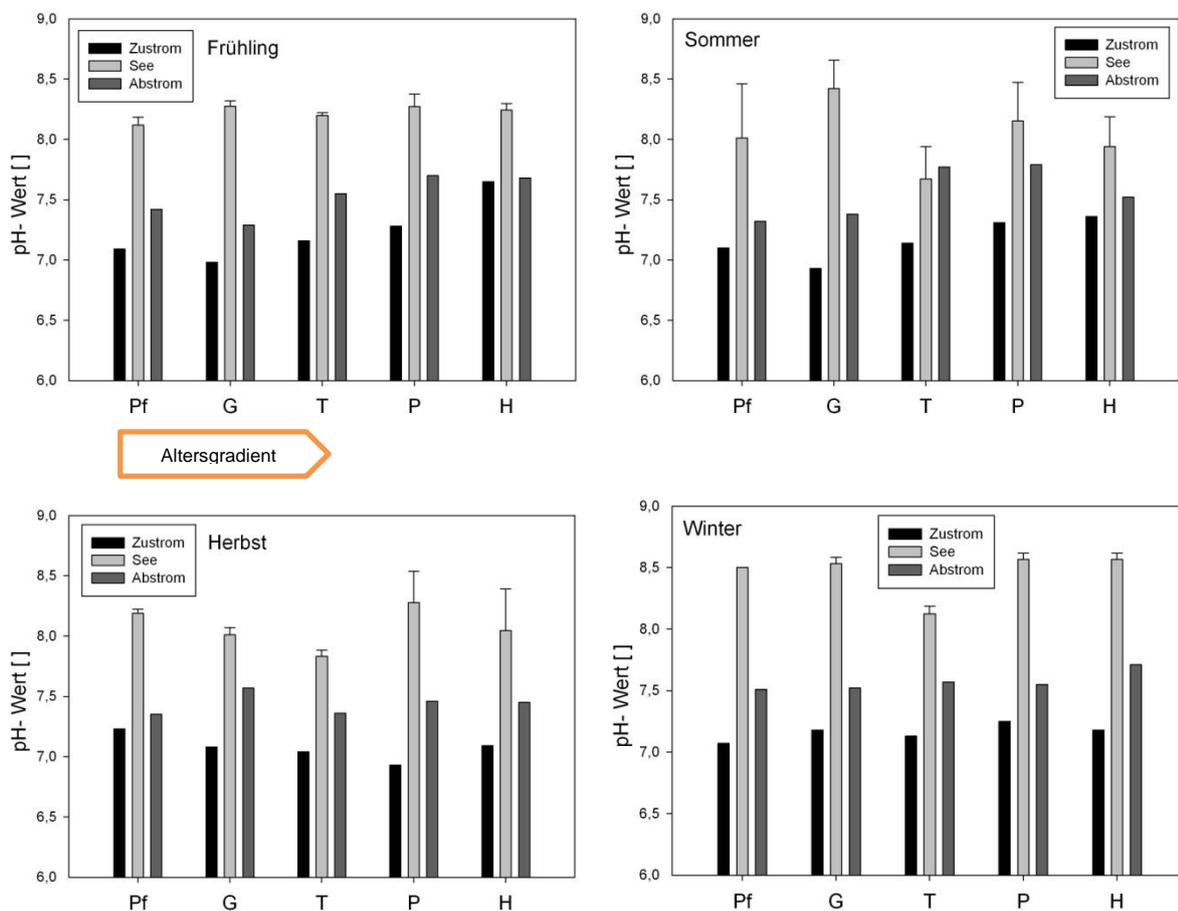 Frühling
Zustrom
See
Abstrom
pH- Wert [ ]
9,0
8,5
8,0
7,5
7,0
6,5
6,0
Pf G T P H
Sommer
Zustrom
See
Abstrom
pH- Wert [ ]
9,0
8,5
8,0
7,5
7,0
6,5
6,0
Pf G T P H
Altersgradient
Herbst
Zustrom
See
Abstrom
pH- Wert [ ]
9,0
8,5
8,0
7,5
7,0
6,5
6,0
Pf G T P H
Winter
Zustrom
See
Abstrom
pH- Wert [ ]
9,0
8,5
8,0
7,5
7,0
6,5
6,0
Pf G T P H